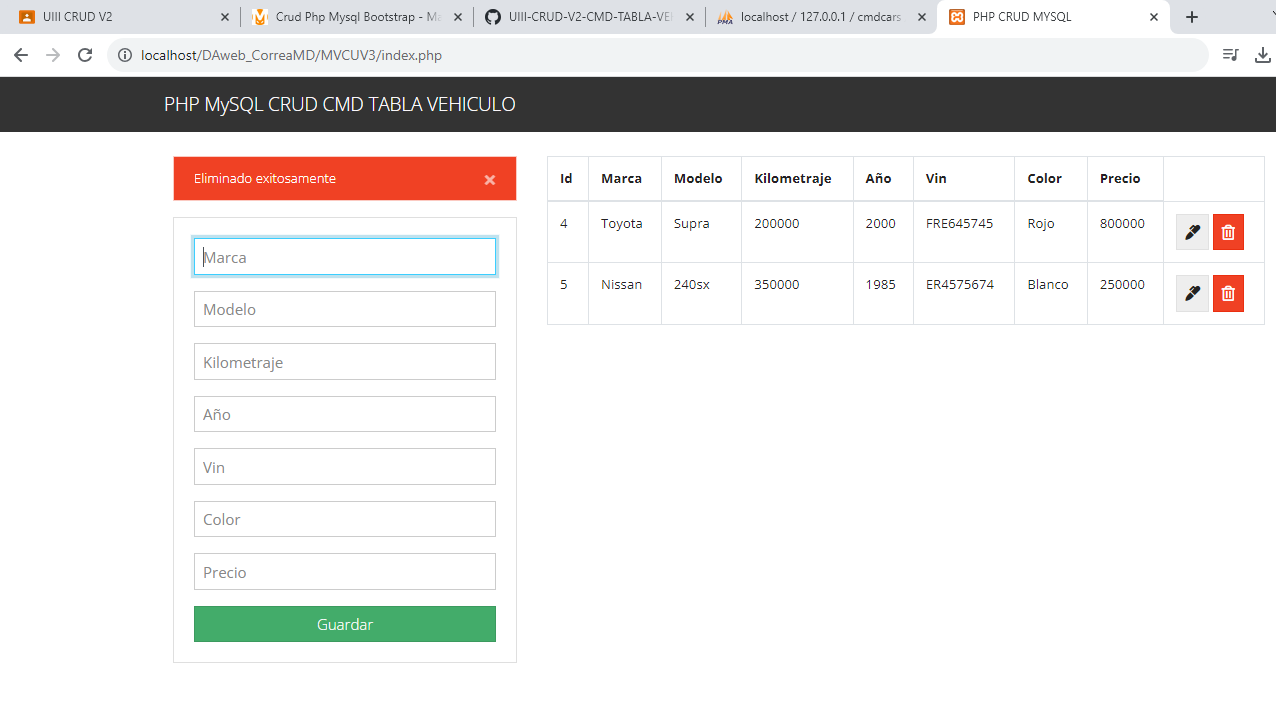 UIII CRUD V2
Crud Php Mysql Bootstrap - Ma
UIII-CRUD-V2-CMD-TABLA-VE
localhost / 127.0.0.1 / cmdcars
PHP CRUD MYSQL
localhost/DAweb_CorreaMD/MVCUV3/index.php
PHP MySQL CRUD CMD TABLA VEHICULO
Eliminado exitosamente
Marca
Modelo
Kilometraje
Año
Vin
Color
Precio
Guardar
Id Marca Modelo Kilometraje Año Vin Color Precio
4 Toyota Supra 200000 2000 FRE645745 Rojo 800000
5 Nissan 240sx 350000 1985 ER4575674 Blanco 250000